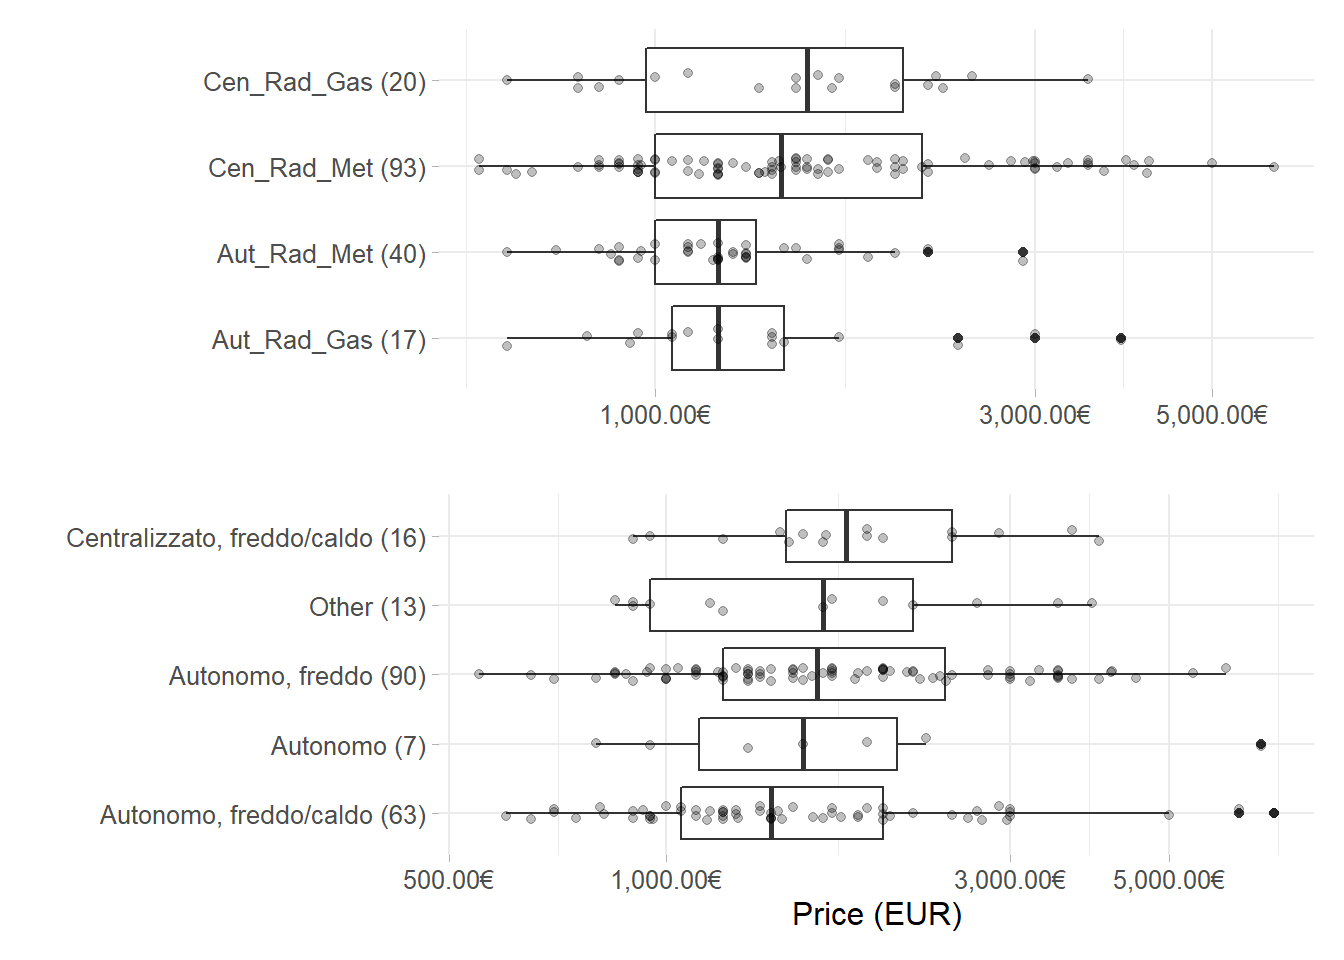 Cen_Rad_Gas (20)
Cen_Rad_Met (93)
Aut_Rad_Met (40)
Aut_Rad_Gas (17)
1,000.00€ 3,000.00€ 5,000.00€
Centralizzato, freddo/caldo (16)
Other (13)
Autonomo, freddo (90)
Autonomo (7)
Autonomo, freddo/caldo (63)
500.00€ 1,000.00€ 3,000.00€ 5,000.00€
Price (EUR)